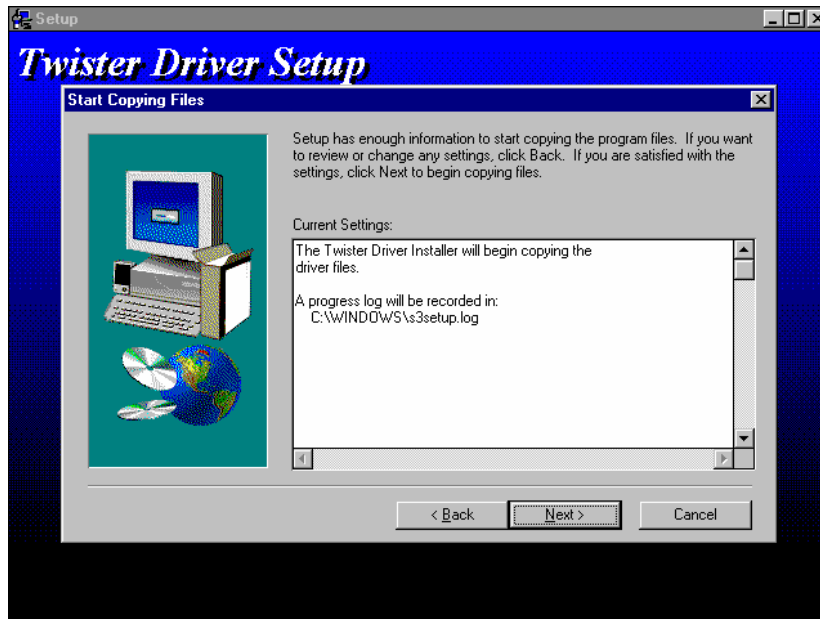 Setup
Twister Driver Setup
Start Copying Files
Setup has enough information to start copying the program files. If you want
to review or change any settings, click Back. If you are satisfied with the
settings, click Next to begin copying files.
Current Settings:
The Twister Driver Installer will begin copying the
driver files.
A progress log will be recorded in:
C:\WINDOWS\s3setup.log
< Back
Next >
Cancel